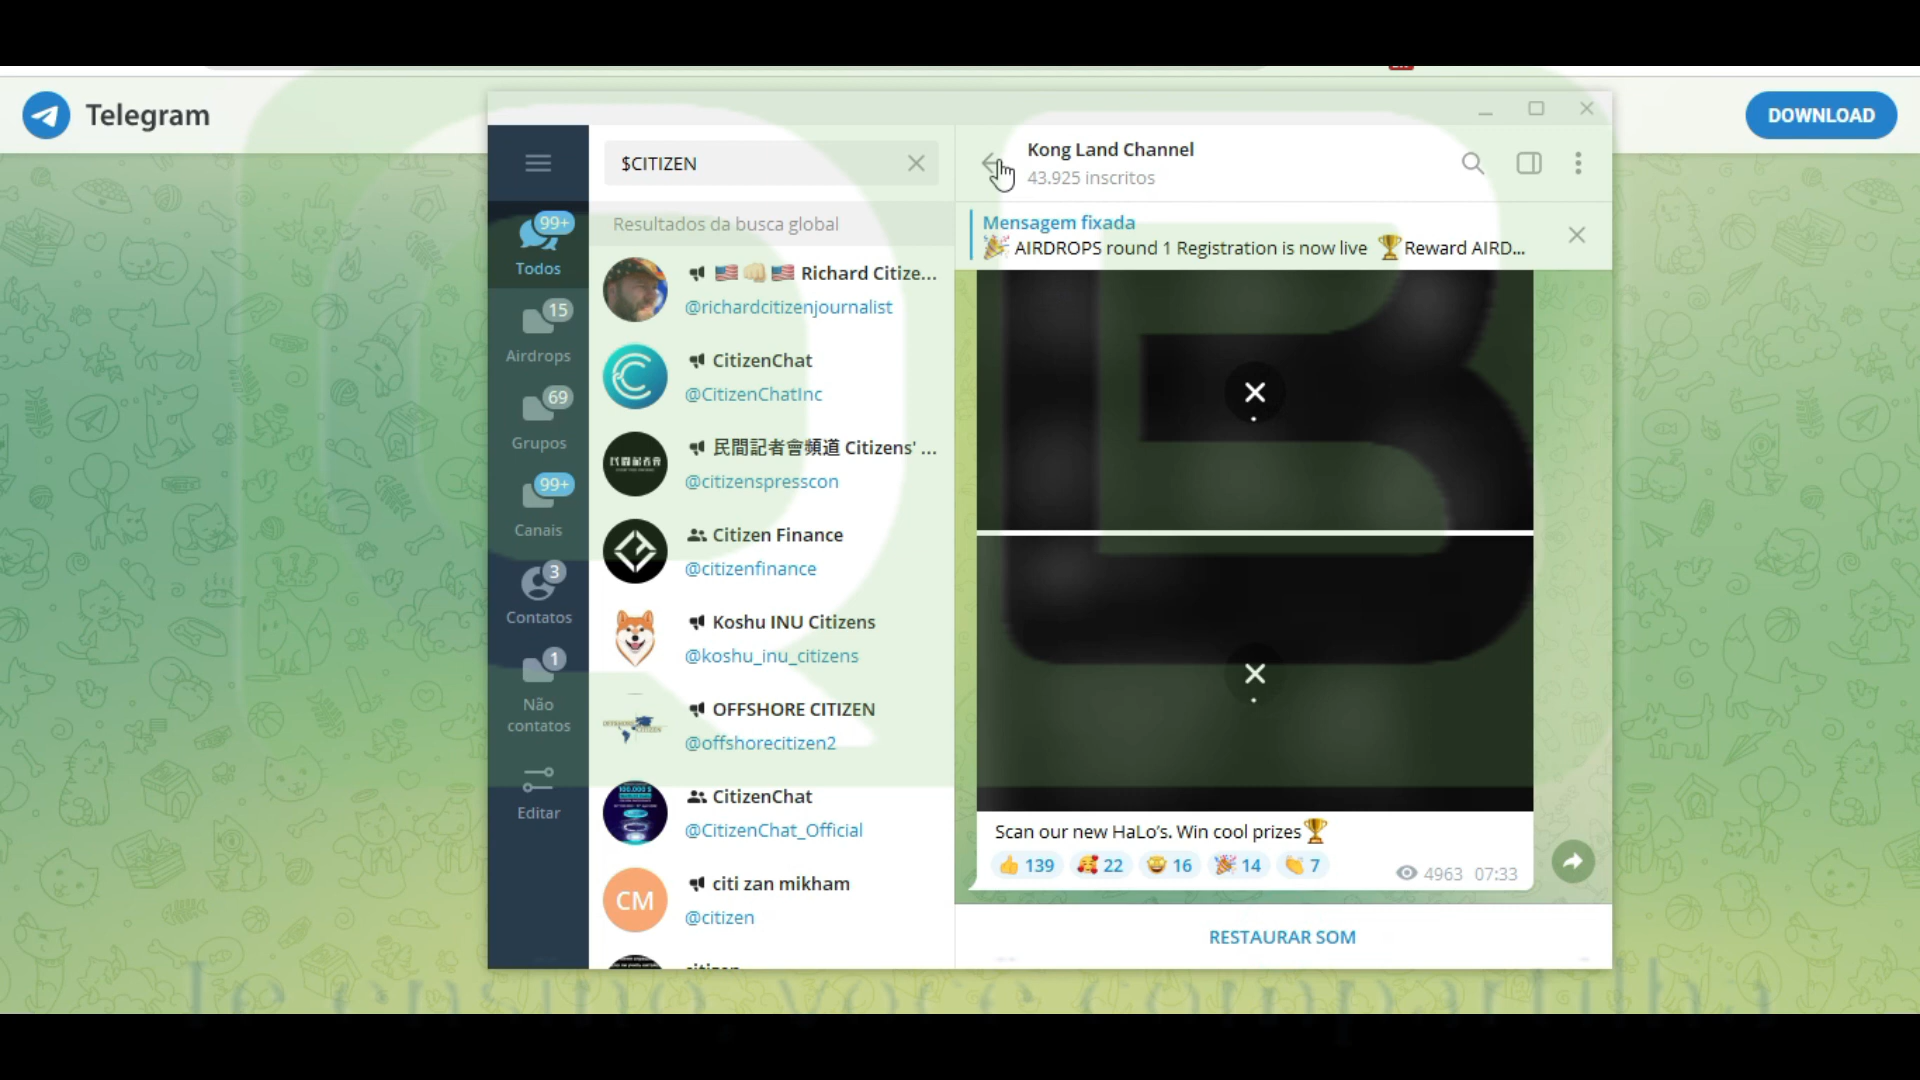 Telegram
DOWNLOAD
$CITIZEN
Resultados da busca global
99+
Todos
15
Airdrops
69
Grupos
99+
Canais
3
Contatos
1
Não
contatos
Editar
Richard Citize...
@richardcitizenjournalist
CitizenChat
@CitizenChatInc
民間記者會頻道 Citizens' ...
@citizenspresscon
Citizen Finance
@citizenfinance
Koshu INU Citizens
@koshu_inu_citizens
OFFSHORE CITIZEN
@offshorecitizen2
CitizenChat
@CitizenChat_Official
CM
citi zan mikham
@citizen
Kong Land Channel
43.925 inscritos
Mensagem fixada
🎉 AIRDROPS round 1 Registration is now live 🏆Reward AIRD...
Scan our new HaLo's. Win cool prizes🏆
👍 139 🥰 22 🤩 16 🎉 14 👏 7
4963 07:33
RESTAURAR SOM